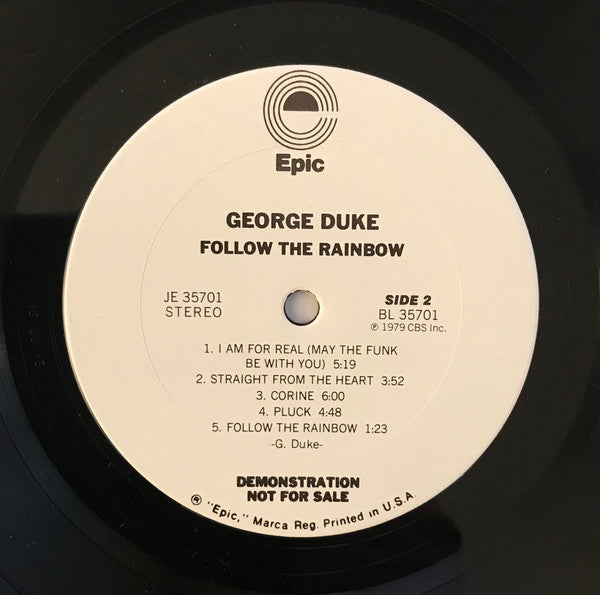 Epic
GEORGE DUKE
FOLLOW THE RAINBOW
JE 35701
STEREO
SIDE 2
BL 35701
℗ 1979 CBS Inc.
1. I AM FOR REAL (MAY THE FUNK
BE WITH YOU) 5:19
2. STRAIGHT FROM THE HEART 3:52
3. CORINE 6:00
4. PLUCK 4:48
5. FOLLOW THE RAINBOW 1:23
-G. Duke-
DEMONSTRATION
NOT FOR SALE
® "Epic," Marca Reg. Printed in U.S.A.